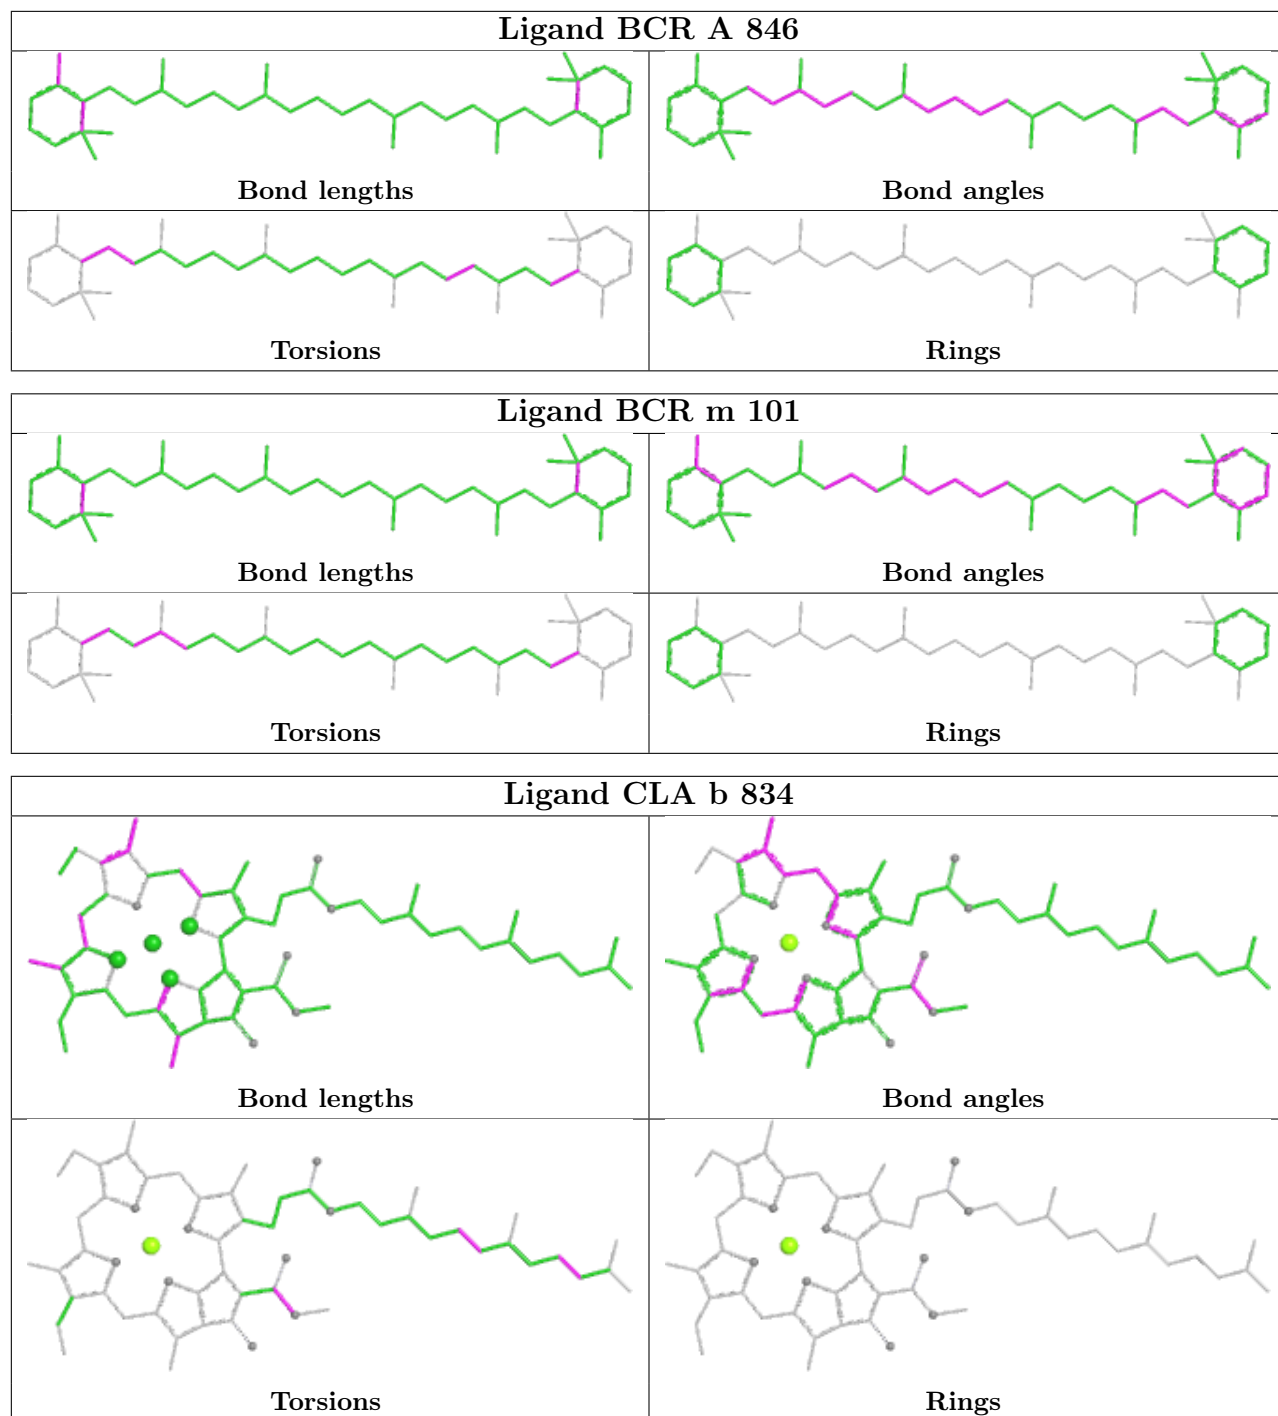 Ligand BCR A 846
Bond lengths
Bond angles
Torsions
Rings
Ligand BCR m 101
Bond lengths
Bond angles
Torsions
Rings
Ligand CLA b 834
Bond lengths
Bond angles
Torsions
Rings